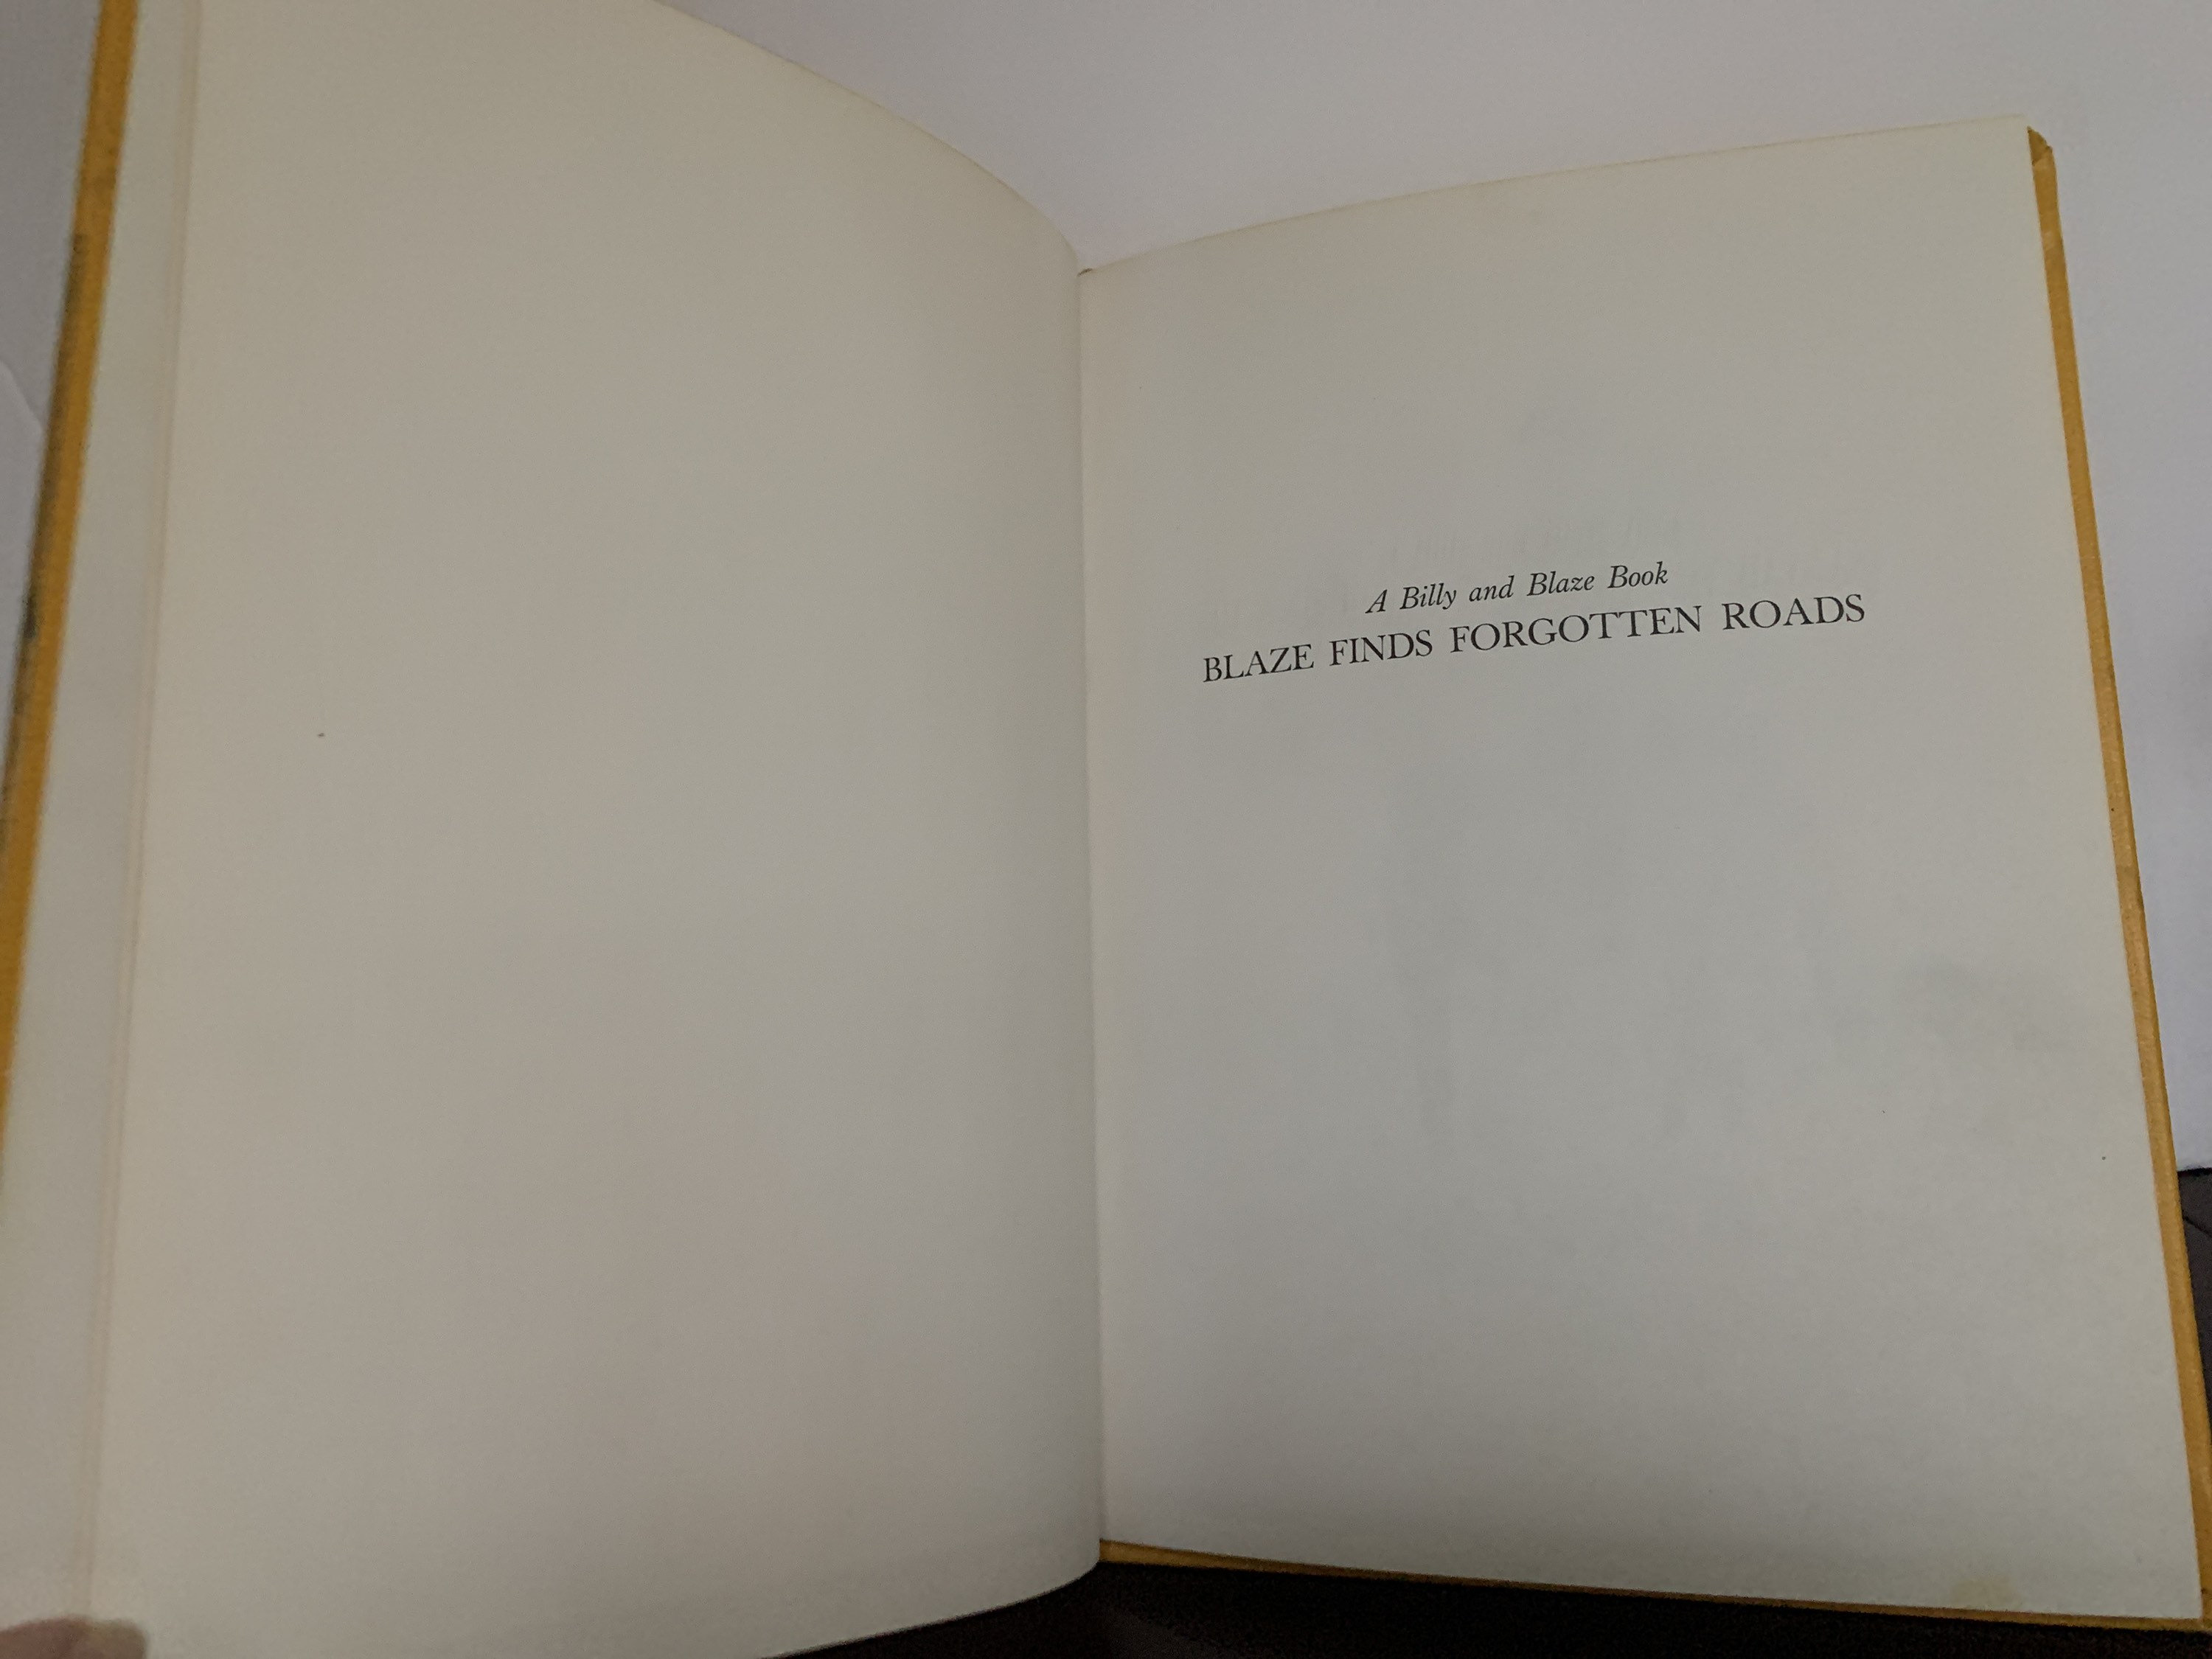 A Billy and Blaze Book
BLAZE FINDS FORGOTTEN ROADS